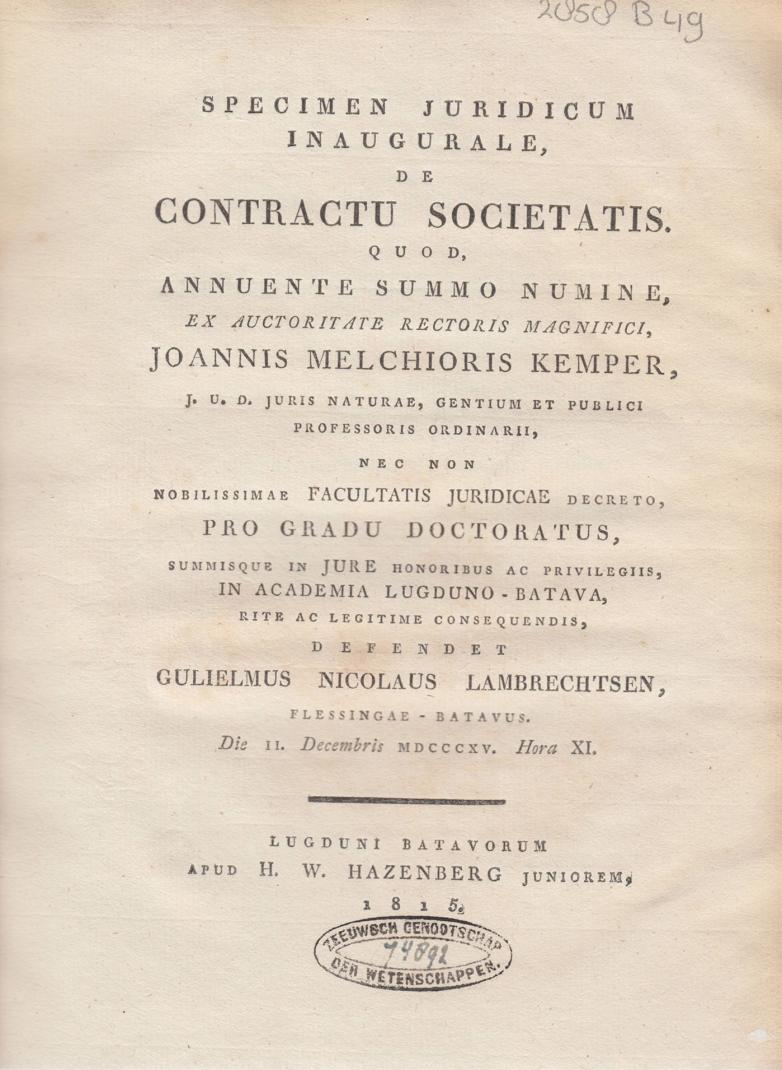 2858 B 49
SPECIMEN JURIDICUM
INAUGURALE,
DE
CONTRACTU SOCIETATIS.
QUOD,
ANNUENTE SUMMO NUMINE,
EX AUCTORITATE RECTORIS MAGNIFICI,
JOANNIS MELCHIORIS KEMPER,
J. U. D. JURIS NATURAE, GENTIUM ET PUBLICI
PROFESSORIS ORDINARII,
NEC NON
NOBILISSIMAE FACULTATIS JURIDICAE DECRETO,
PRO GRADU DOCTORATUS,
SUMMISQUE IN JURE HONORIBUS AC PRIVILEGIIS,
IN ACADEMIA LUGDUNO-BATAVA,
RITE AC LEGITIME CONSEQUENDIS,
DEFENDET
GULIELMUS NICOLAUS LAMBRECHTSEN,
FLESSINGAE-BATAVUS.
Die II. Decembris MDCCCXV. Hora XI.
LUGDUNI BATAVORUM
APUD H. W. HAZENBERG JUNIOREM,
1815.
ZEEUWSCH GENOOTSCHAP
74892
DER WETENSCHAPPEN.